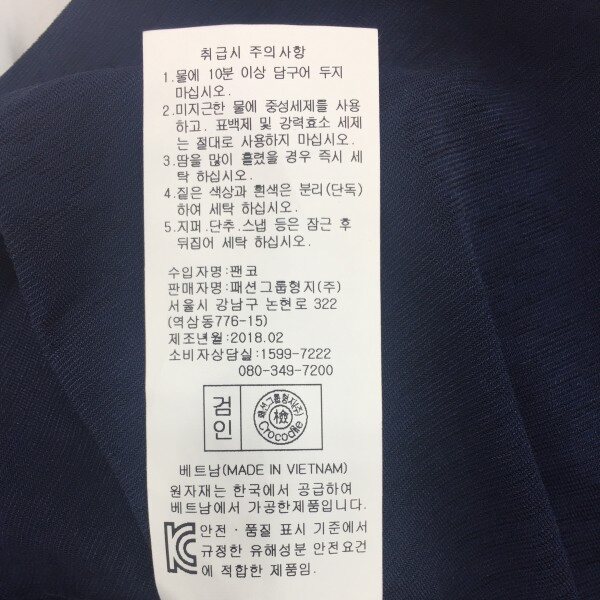 취급시 주의사항
1.물에 10분 이상 담구어 두지
마십시오.
2.미지근한 물에 중성세제를 사용
하고, 표백제 및 강력효소 세제
는 절대로 사용하지 마십시오.
3.땀을 많이 흘렸을 경우 즉시 세
탁 하십시오.
4.짙은 색상과 흰색은 분리(단독)
하여 세탁 하십시오.
5.지퍼.단추.스냅 등은 잠근 후
뒤집어 세탁 하십시오.
수입자명:팬코
판매자명:패션그룹형지(주)
서울시 강남구 논현로 322
(역삼동776-15)
제조년월:2018.02
소비자상담실:1599-7222
080-349-7200
검인
패션그룹형지(주)
檢
Crocodile
베트남(MADE IN VIETNAM)
원자재는 한국에서 공급하여
베트남에서 가공한제품입니다.
안전·품질 표시 기준에서
규정한 유해성분 안전요건
에 적합한 제품임.